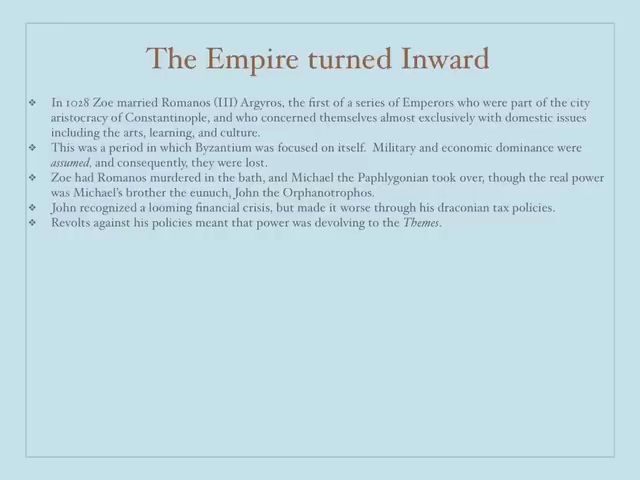 The Empire turned Inward
❖ In 1028 Zoe married Romanos (III) Argyros, the first of a series of Emperors who were part of the city
aristocracy of Constantinople, and who concerned themselves almost exclusively with domestic issues
including the arts, learning, and culture.
❖ This was a period in which Byzantium was focused on itself.  Military and economic dominance were
assumed, and consequently, they were lost.
❖ Zoe had Romanos murdered in the bath, and Michael the Paphlygonian took over, though the real power
was Michael's brother the eunuch, John the Orphanotrophos.
❖ John recognized a looming financial crisis, but made it worse through his draconian tax policies.
❖ Revolts against his policies meant that power was devolving to the Themes.